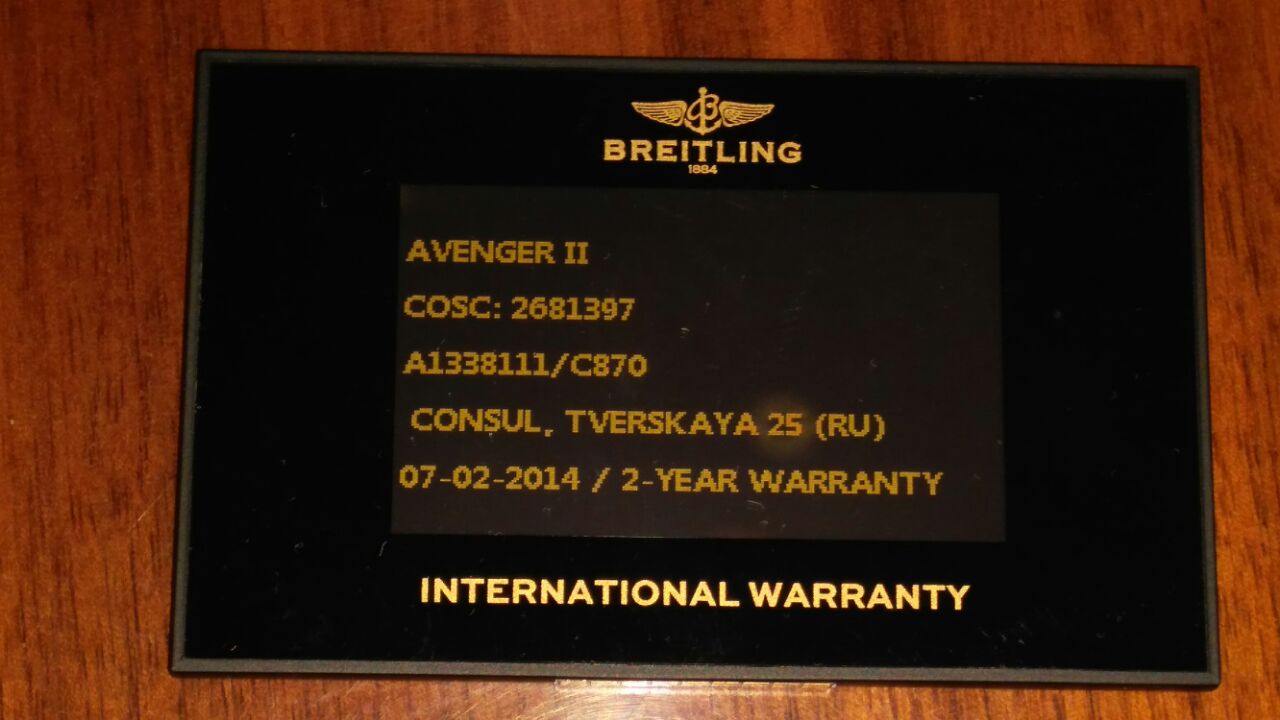 BREITLING
1884
AVENGER II
COSC: 2681397
A1338111/C870
CONSUL, TVERSKAYA 25 (RU)
07-02-2014 / 2-YEAR WARRANTY
INTERNATIONAL WARRANTY